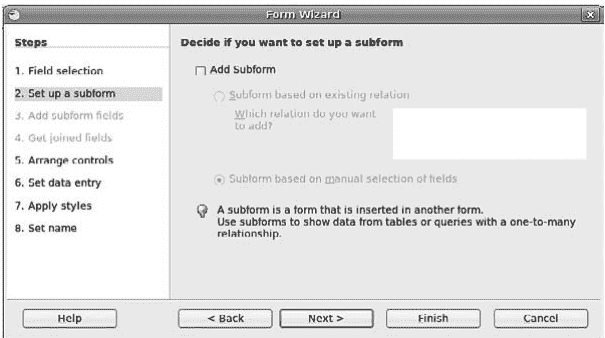 Form Wizard
Steps
1. Field selection
2. Set up a subform
3. Add subform fields
4. Get joined fields
5. Arrange controls
6. Set data entry
7. Apply styles
8. Set name
Decide if you want to set up a subform
Add Subform
Subform based on existing relation
Which relation do you want
to add?
Subform based on manual selection of fields
A subform is a form that is inserted in another form.
Use subforms to show data from tables or queries with a one-to-many
relationship.
Help
< Back
Next >
Finish
Cancel